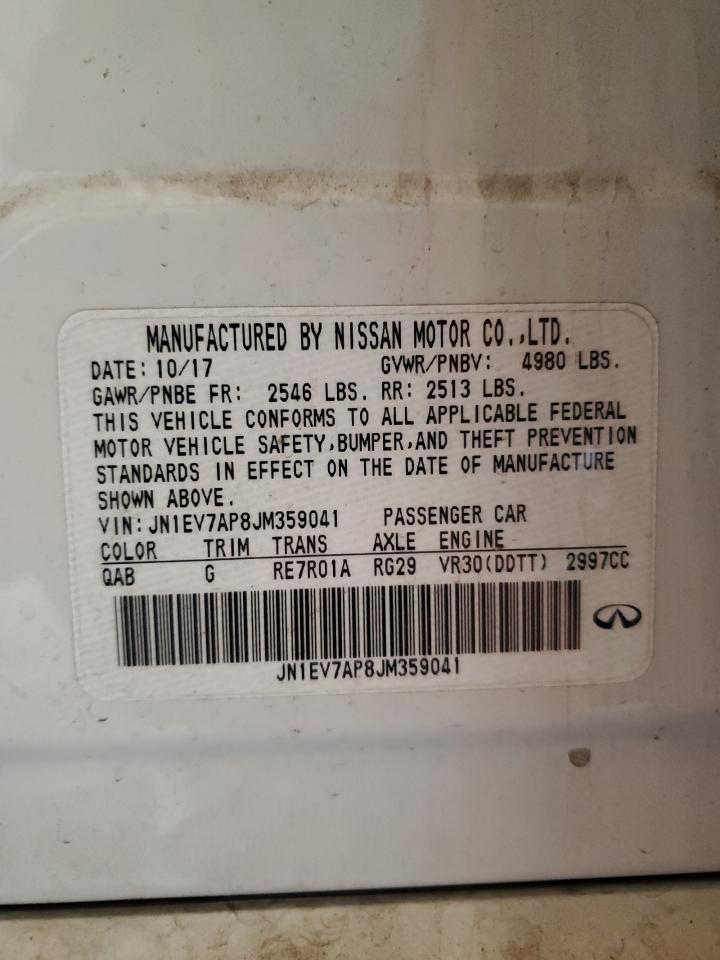 MANUFACTURED BY NISSAN MOTOR CO.,LTD.
DATE: 10/17 GVWR/PNBV: 4980 LBS.
GAWR/PNBE FR: 2546 LBS. RR: 2513 LBS.
THIS VEHICLE CONFORMS TO ALL APPLICABLE FEDERAL
MOTOR VEHICLE SAFETY,BUMPER,AND THEFT PREVENTION
STANDARDS IN EFFECT ON THE DATE OF MANUFACTURE
SHOWN ABOVE.
VIN: JN1EV7AP8JM359041 PASSENGER CAR
COLOR TRIM TRANS AXLE ENGINE
QAB G RE7R01A RG29 VR30(DDTT) 2997CC
JN1EV7AP8JM359041